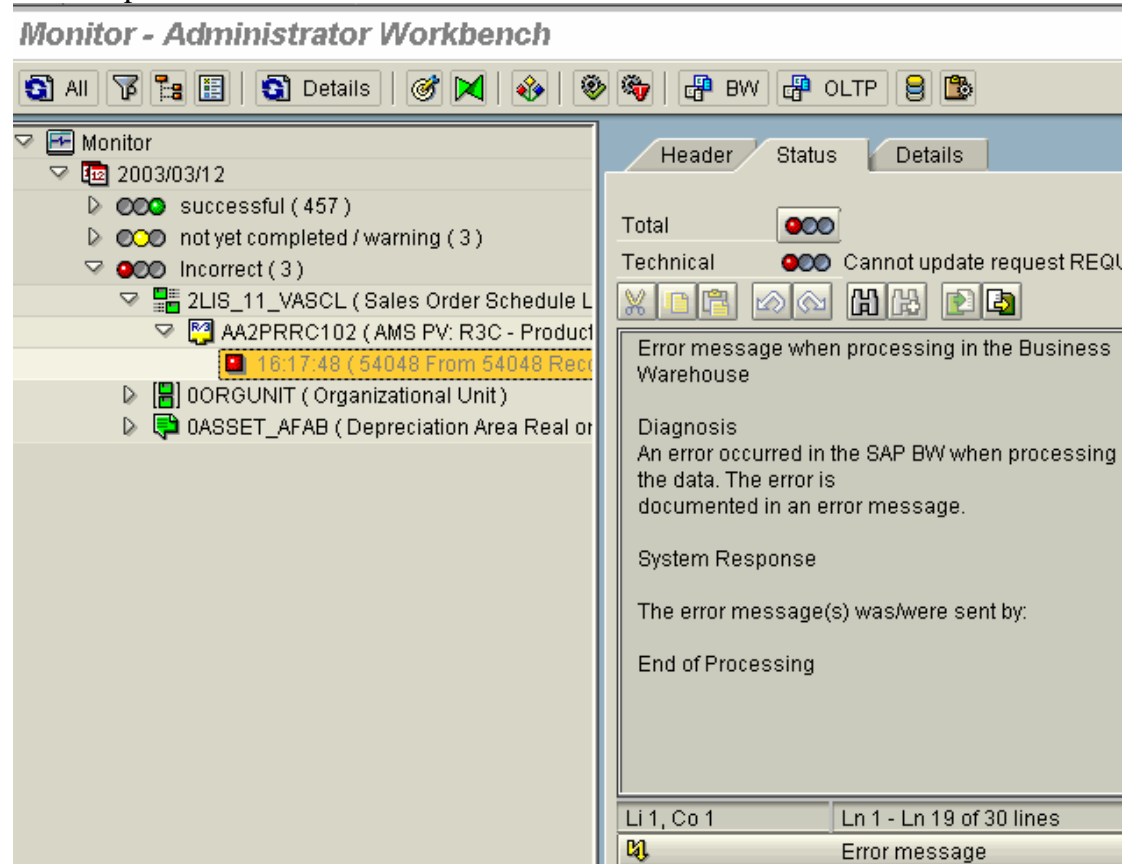 Monitor - Administrator Workbench
All Details BW OLTP
Monitor
2003/03/12
successful ( 457 )
not yet completed / warning ( 3 )
Incorrect ( 3 )
2LIS_11_VASCL ( Sales Order Schedule L
AA2PRRC102 ( AMS PV: R3C - Product
16:17:48 ( 54048 From 54048 Reco
0ORGUNIT ( Organizational Unit )
0ASSET_AFAB ( Depreciation Area Real or
Header Status Details
Total
Technical Cannot update request REQU
Error message when processing in the Business
Warehouse
Diagnosis
An error occurred in the SAP BW when processing
the data. The error is
documented in an error message.
System Response
The error message(s) was/were sent by:
End of Processing
Li 1, Co 1 Ln 1 - Ln 19 of 30 lines
Error message